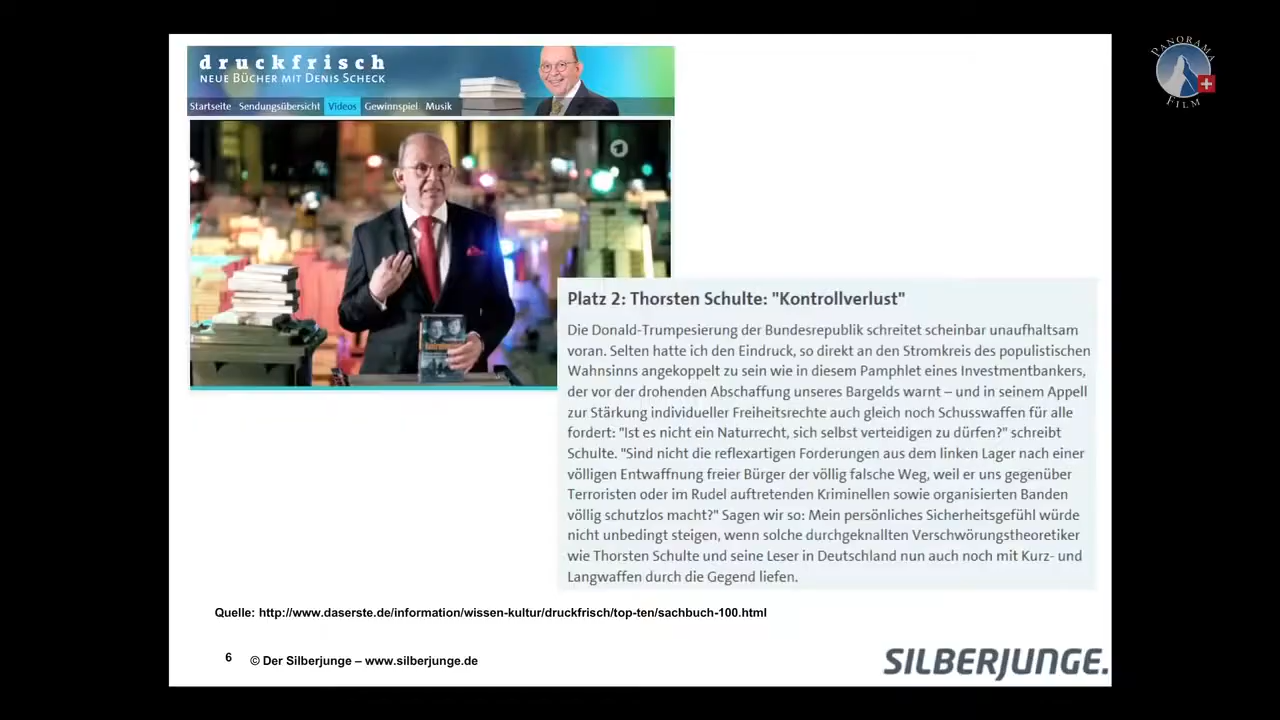 druckfrisch
NEUE BÜCHER MIT DENIS SCHECK
Startseite Sendungsübersicht Videos Gewinnspiel Musik
PANORAMA
FILM
Platz 2: Thorsten Schulte: "Kontrollverlust"
Die Donald-Trumpesierung der Bundesrepublik schreitet scheinbar unaufhaltsam
voran. Selten hatte ich den Eindruck, so direkt an den Stromkreis des populistischen
Wahnsinns angekoppelt zu sein wie in diesem Pamphlet eines Investmentbankers,
der vor der drohenden Abschaffung unseres Bargelds warnt – und in seinem Appell
zur Stärkung individueller Freiheitsrechte auch gleich noch Schusswaffen für alle
fordert: "Ist es nicht ein Naturrecht, sich selbst verteidigen zu dürfen?" schreibt
Schulte. "Sind nicht die reflexartigen Forderungen aus dem linken Lager nach einer
völligen Entwaffnung freier Bürger der völlig falsche Weg, weil er uns gegenüber
Terroristen oder im Rudel auftretenden Kriminellen sowie organisierten Banden
völlig schutzlos macht?" Sagen wir so: Mein persönliches Sicherheitsgefühl würde
nicht unbedingt steigen, wenn solche durchgeknallten Verschwörungstheoretiker
wie Thorsten Schulte und seine Leser in Deutschland nun auch noch mit Kurz- und
Langwaffen durch die Gegend liefen.
Quelle: http://www.daserste.de/information/wissen-kultur/druckfrisch/top-ten/sachbuch-100.html
6 © Der Silberjunge – www.silberjunge.de
SILBERJUNGE.